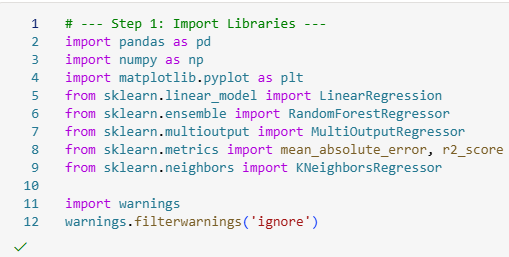 1 # --- Step 1: Import Libraries ---
2 import pandas as pd
3 import numpy as np
4 import matplotlib.pyplot as plt
5 from sklearn.linear_model import LinearRegression
6 from sklearn.ensemble import RandomForestRegressor
7 from sklearn.multioutput import MultiOutputRegressor
8 from sklearn.metrics import mean_absolute_error, r2_score
9 from sklearn.neighbors import KNeighborsRegressor
10
11 import warnings
12 warnings.filterwarnings('ignore')